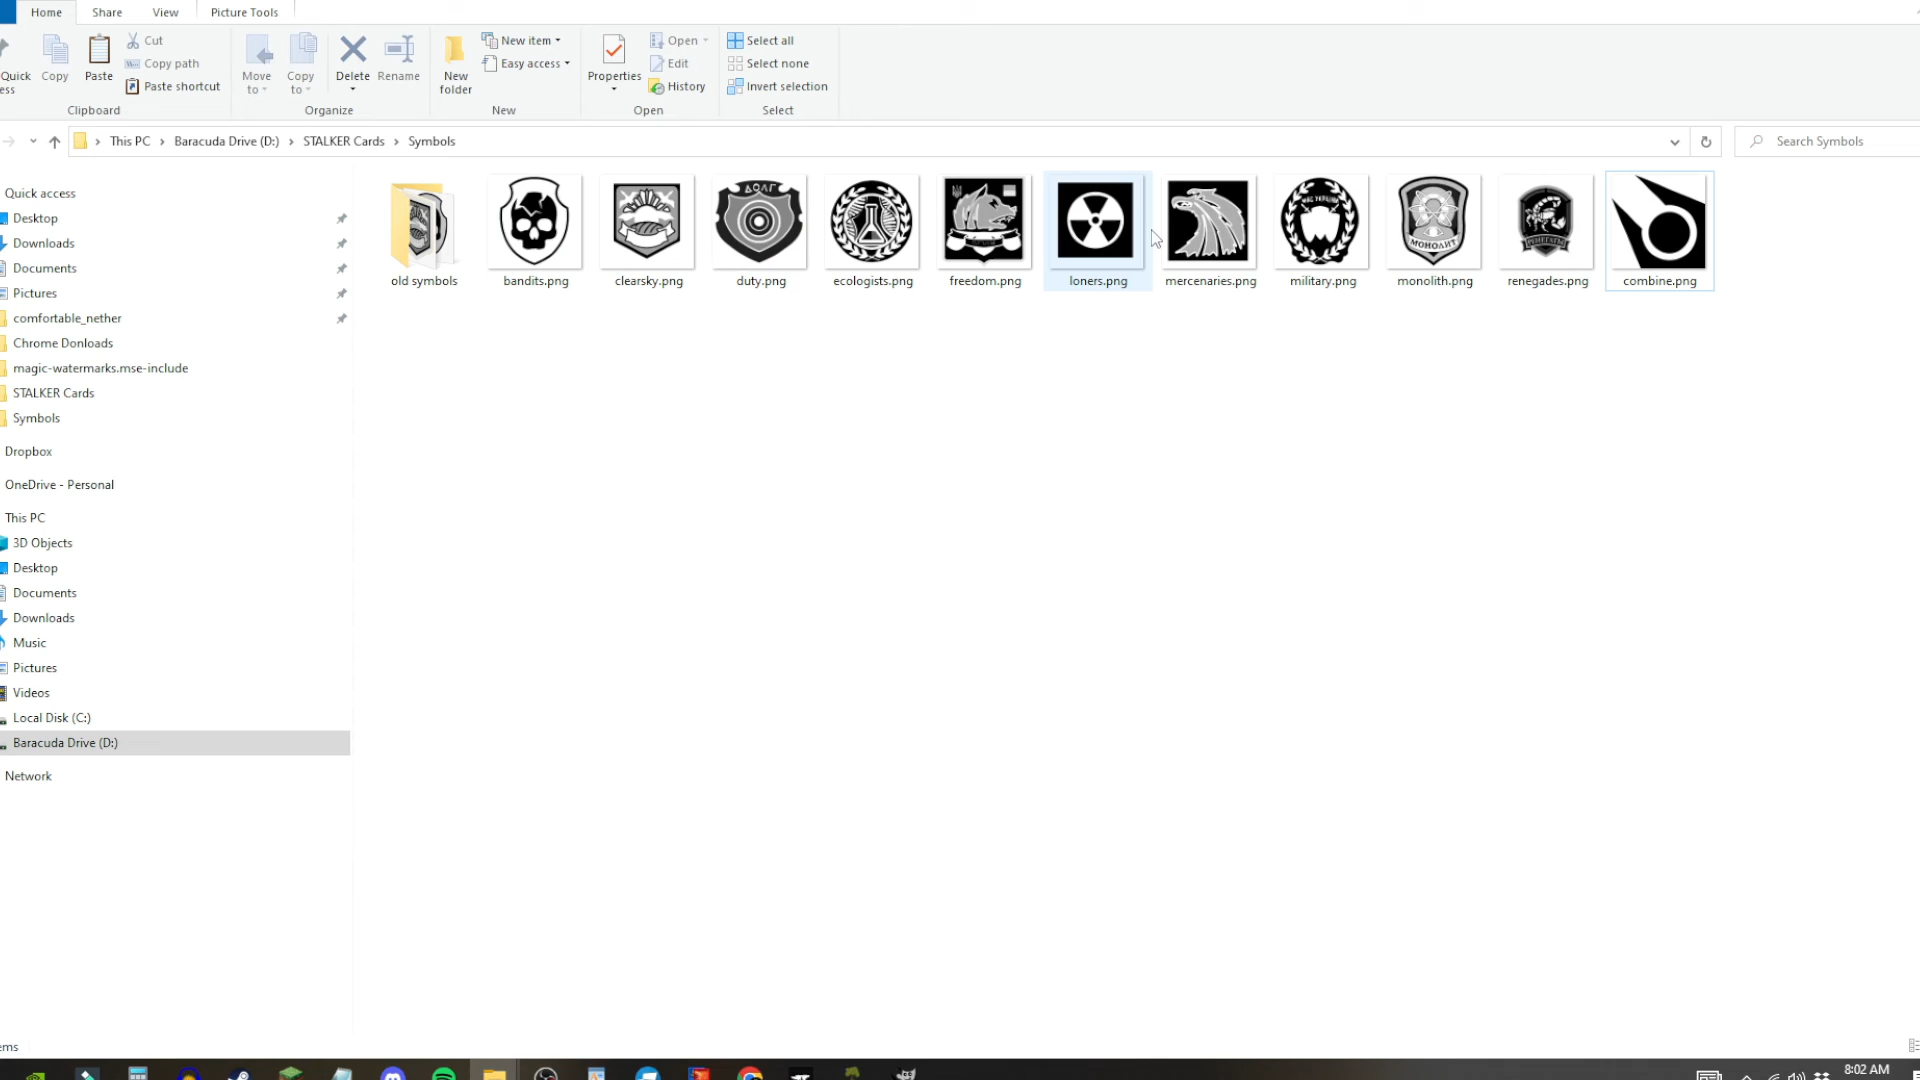 Home Share View Picture Tools
Quick
ess
Copy
Paste
Cut
Copy path
Paste shortcut
Move to
Copy to
Delete
Rename
New folder
New item
Easy access
Properties
Open
Edit
History
Select all
Select none
Invert selection
Clipboard Organize New Open Select
This PC Baracuda Drive (D:) STALKER Cards Symbols
Search Symbols
Quick access
Desktop
Downloads
Documents
Pictures
comfortable_nether
Chrome Donloads
magic-watermarks.mse-include
STALKER Cards
Symbols
Dropbox
OneDrive - Personal
This PC
3D Objects
Desktop
Documents
Downloads
Music
Pictures
Videos
Local Disk (C:)
Baracuda Drive (D:)
Network
ДОЛГ
МОНОЛИТ
old symbols bandits.png clearsky.png duty.png ecologists.png freedom.png loners.png mercenaries.png military.png monolith.png renegades.png combine.png
ems
8:02 AM